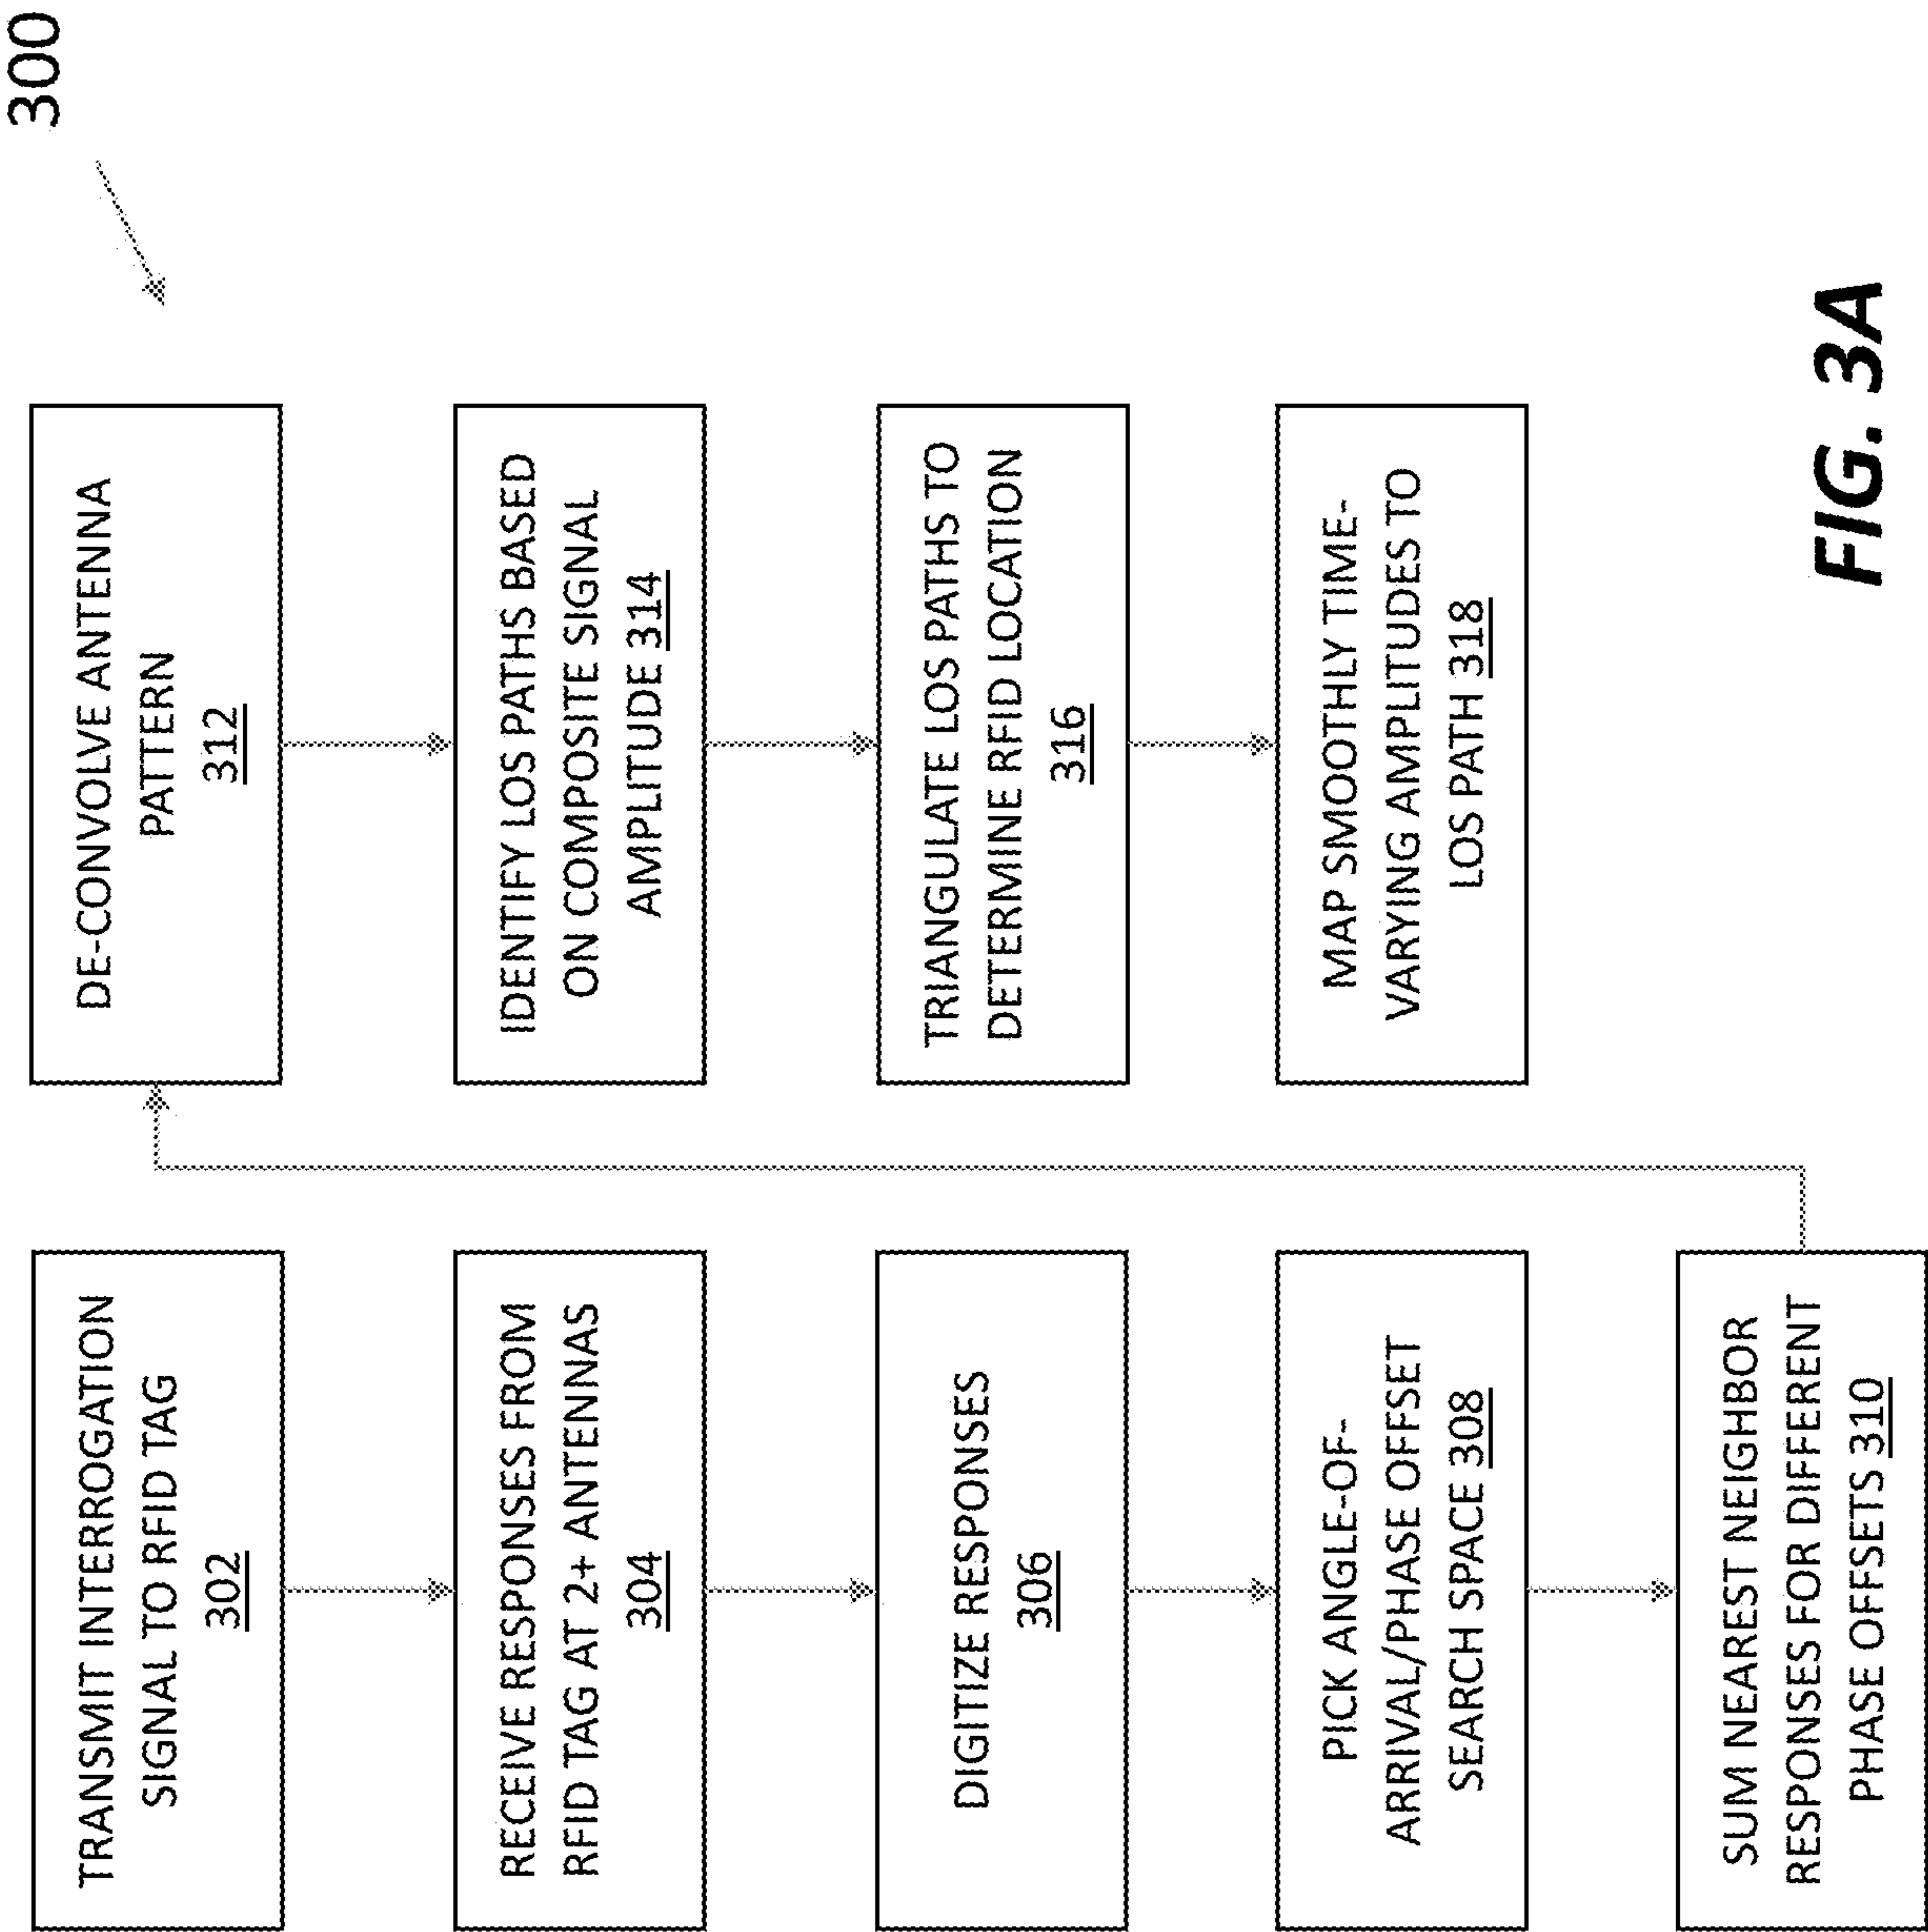 300
TRANSMIT INTERROGATION
SIGNAL TO RFID TAG
302
RECEIVE RESPONSES FROM
RFID TAG AT 2+ ANTENNAS
304
DIGITIZE RESPONSES
306
PICK ANGLE-OF-
ARRIVAL/PHASE OFFSET
SEARCH SPACE 308
SUM NEAREST NEIGHBOR
RESPONSES FOR DIFFERENT
PHASE OFFSETS 310
DE-CONVOLVE ANTENNA
PATTERN
312
IDENTIFY LOS PATHS BASED
ON COMPOSITE SIGNAL
AMPLITUDE 314
TRIANGULATE LOS PATHS TO
DETERMINE RFID LOCATION
316
MAP SMOOTHLY TIME-
VARYING AMPLITUDES TO
LOS PATH 318
FIG. 3A